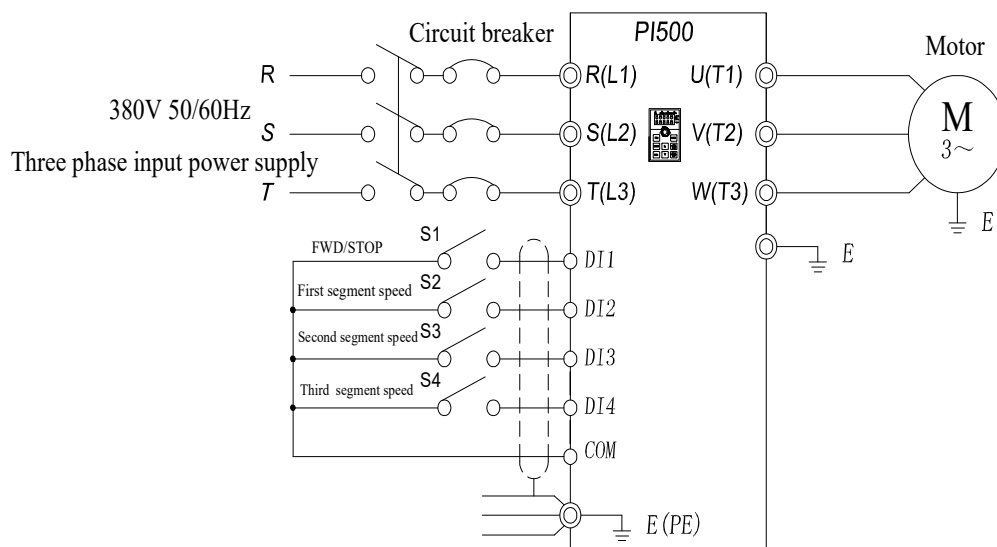 Circuit breaker
PI500
Motor
R
R(L1)
U(T1)
380V 50/60Hz
S
S(L2)
V(T2)
M
3~
Three phase input power supply
T
T(L3)
W(T3)
E
FWD/STOP
S1
DI1
E
First segment speed
S2
DI2
Second segment speed
S3
DI3
Third segment speed
S4
DI4
COM
E(PE)